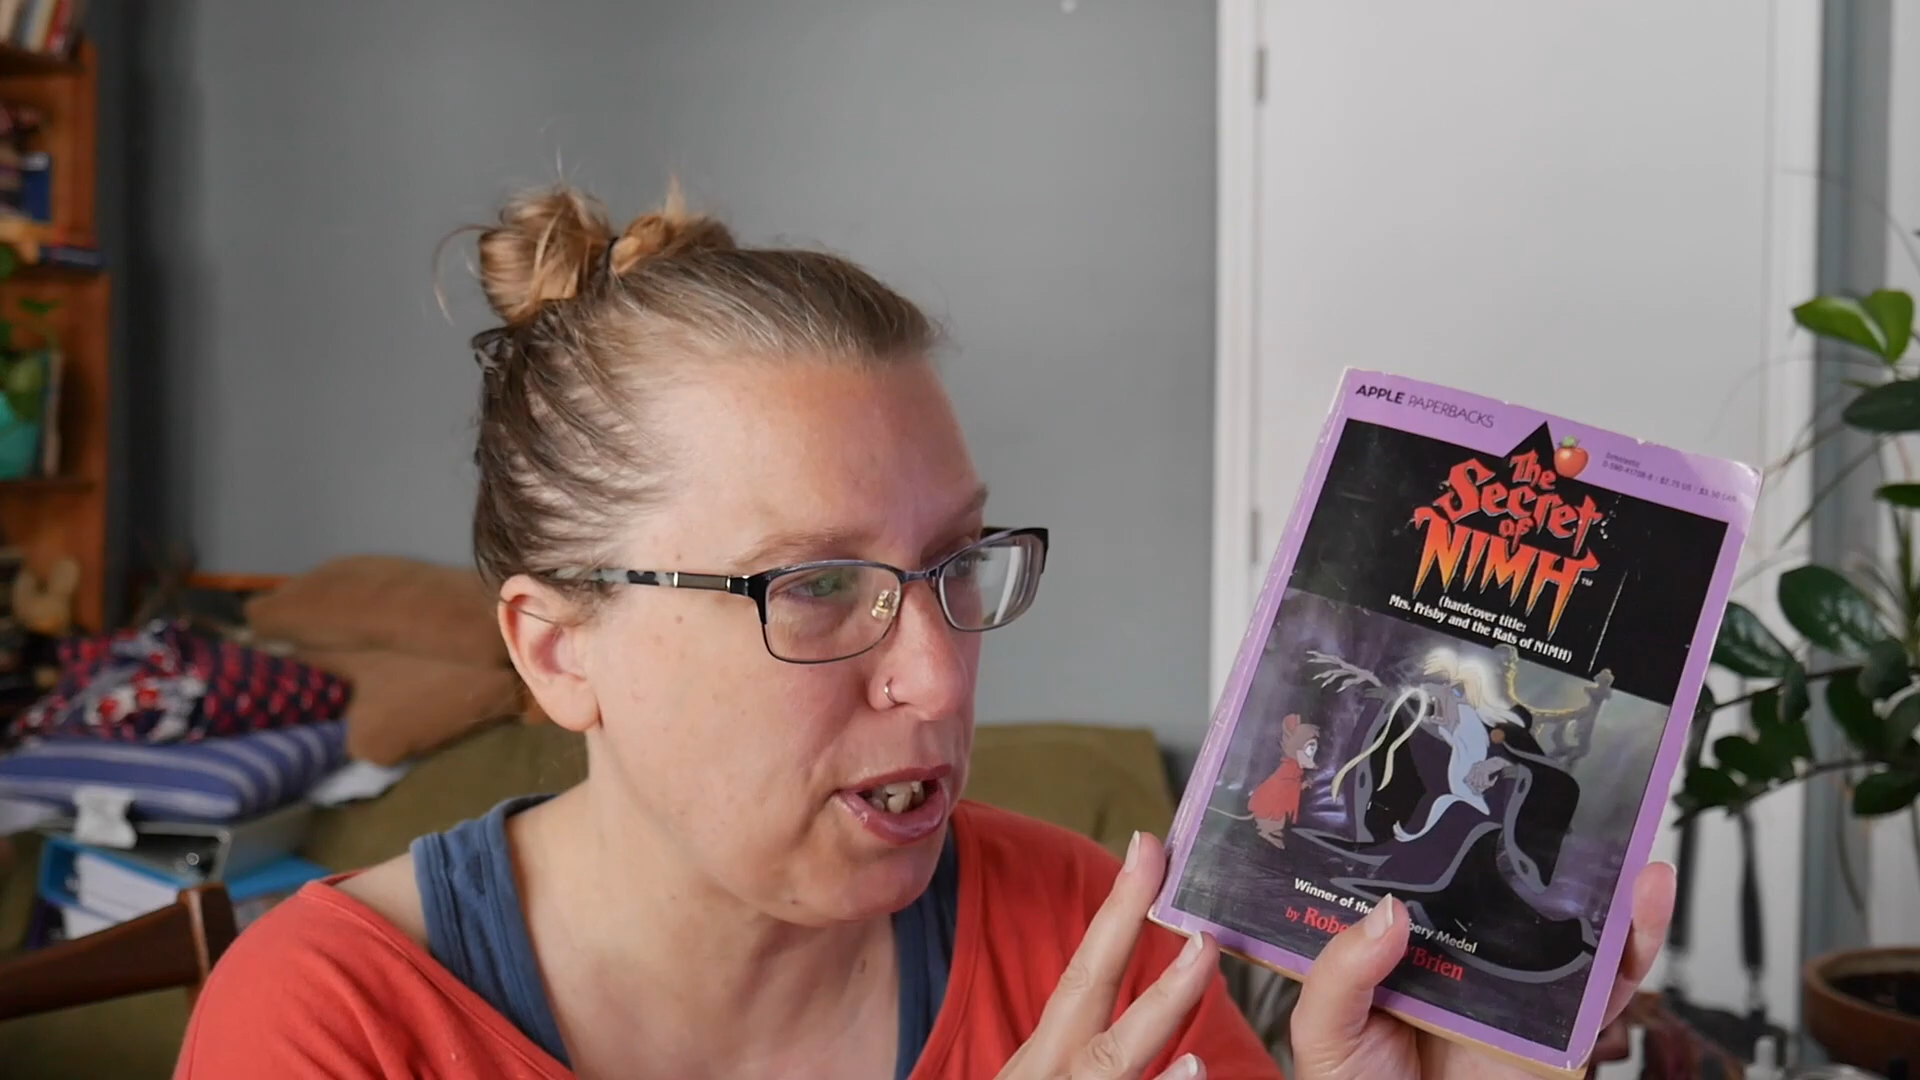 APPLE PAPERBACKS
Scholastic
The
Secret
of
NIMH™
(hardcover title:
Mrs. Frisby and the Rats of NIMH)
Winner of the
Medal
by
Brien